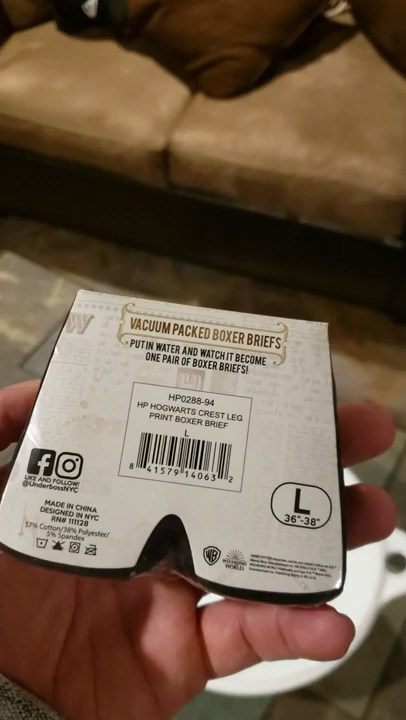 W
VACUUM PACKED BOXER BRIEFS
PUT IN WATER AND WATCH IT BECOME
ONE PAIR OF BOXER BRIEFS!
HP0288-94
HP HOGWARTS CREST LEG
PRINT BOXER BRIEF
L
8 41579 14063 2
LIKE AND FOLLOW!
@UnderbossNYC
MADE IN CHINA
DESIGNED IN NYC
RN# 111128
57% Cotton/38% Polyester/
5% Spandex
L
36"-38"
WB
WIZARDING
WORLD